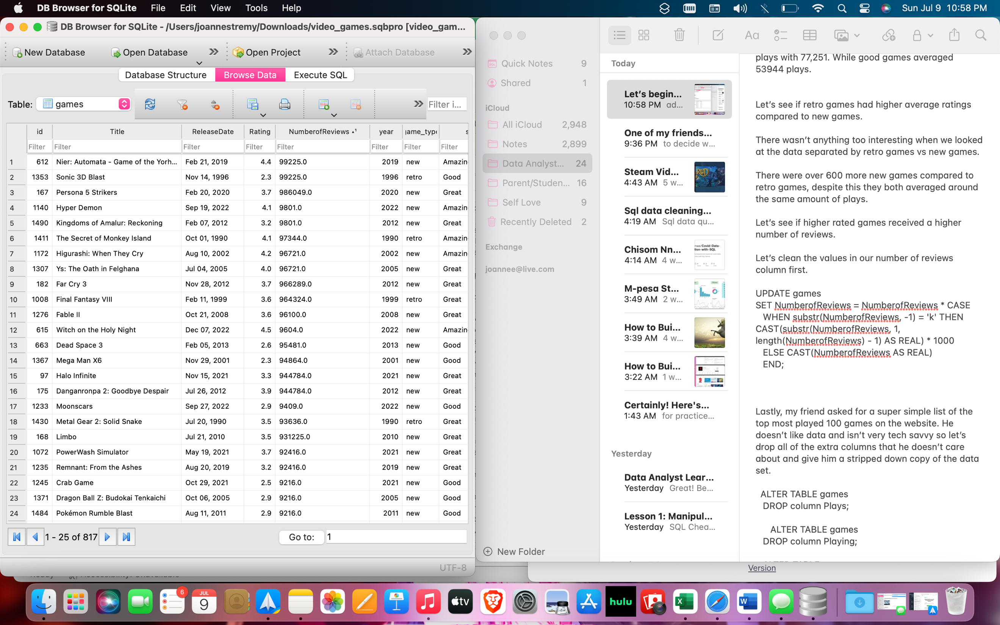 DB Browser for SQLite File Edit View Tools Help Sun Jul 9 10:58 PM
DB Browser for SQLite - /Users/joannestremy/Downloads/video_games.sqbpro [video_gam...
New Database Open Database Open Project Attach Database
Database Structure Browse Data Execute SQL
Table: games Filter i...
id Title ReleaseDate Rating NumberofReviews 1 year game_type s
Filter Filter Filter Filter Filter Filter Filter Filter
1 612 Nier: Automata - Game of the Yorh... Feb 21, 2019 4.4 99225.0 2019 new Amazin
2 1353 Sonic 3D Blast Nov 14, 1996 2.3 99225.0 1996 retro Good
3 167 Persona 5 Strikers Feb 20, 2020 3.7 986049.0 2020 new Great
4 1140 Hyper Demon Sep 19, 2022 4.1 9801.0 2022 new Amazin
5 1490 Kingdoms of Amalur: Reckoning Feb 07, 2012 3.2 9801.0 2012 new Great
6 1411 The Secret of Monkey Island Oct 01, 1990 4.1 97344.0 1990 retro Amazin
7 1172 Higurashi: When They Cry Aug 10, 2002 4.2 96721.0 2002 new Amazin
8 1307 Ys: The Oath in Felghana Jul 04, 2005 4.0 96721.0 2005 new Great
9 182 Far Cry 3 Nov 28, 2012 3.7 966289.0 2012 new Great
10 1008 Final Fantasy VIII Feb 11, 1999 3.6 964324.0 1999 retro Great
11 1276 Fable II Oct 21, 2008 3.6 96100.0 2008 new Great
12 615 Witch on the Holy Night Dec 07, 2022 4.5 9604.0 2022 new Amazin
13 663 Dead Space 3 Feb 05, 2013 2.6 95481.0 2013 new Good
14 1367 Mega Man X6 Nov 29, 2001 2.3 94864.0 2001 new Good
15 97 Halo Infinite Nov 15, 2021 3.3 944784.0 2021 new Great
16 175 Danganronpa 2: Goodbye Despair Jul 26, 2012 3.9 944784.0 2012 new Great
17 1233 Moonscars Sep 27, 2022 2.9 9409.0 2022 new Good
18 1430 Metal Gear 2: Solid Snake Jul 20, 1990 3.5 93636.0 1990 retro Great
19 168 Limbo Jul 21, 2010 3.5 931225.0 2010 new Great
20 1072 PowerWash Simulator May 19, 2021 3.7 92416.0 2021 new Great
21 1235 Remnant: From the Ashes Aug 20, 2019 3.2 92416.0 2019 new Great
22 1245 Crab Game Oct 29, 2021 2.5 9216.0 2021 new Good
23 1371 Dragon Ball Z: Budokai Tenkaichi Oct 06, 2005 2.9 9216.0 2005 new Good
24 1484 Pokémon Rumble Blast Aug 11, 2011 2.9 9216.0 2011 new Good
1 - 25 of 817 Go to: 1
UTF-8
Quick Notes 9
Shared 1
iCloud
All iCloud 2,948
Notes 2,899
Data Analyst... 24
Parent/Studen... 16
Self Love 9
Recently Deleted 2
Exchange
joannee@live.com
New Folder
Today
Let's begin...
10:58 PM ad...
One of my friends...
9:36 PM to decide w...
Steam Vid...
4:43 AM 5 w...
Sql data cleaning...
4:19 AM Sql data qu...
Chisom Nn...
4:14 AM 4 w...
M-pesa St...
3:49 AM 2 w...
How to Bui...
3:39 AM 4 w...
How to Bui...
3:22 AM 1 w...
Certainly! Here's...
1:43 AM for practice...
Yesterday
Data Analyst Lear...
Yesterday Great! Be...
Lesson 1: Manipul...
Yesterday SQL Chea...
Aa
plays with 77,251. While good games averaged
53944 plays.
Let's see if retro games had higher average ratings
compared to new games.
There wasn't anything too interesting when we looked
at the data separated by retro games vs new games.
There were over 600 more new games compared to
retro games, despite this they both averaged around
the same amount of plays.
Let's see if higher rated games received a higher
number of reviews.
Let's clean the values in our number of reviews
column first.
UPDATE games
SET NumberofReviews = NumberofReviews * CASE
WHEN substr(NumberofReviews, -1) = 'k' THEN
CAST(substr(NumberofReviews, 1,
length(NumberofReviews) - 1) AS REAL) * 1000
ELSE CAST(NumberofReviews AS REAL)
END;
Lastly, my friend asked for a super simple list of the
top most played 100 games on the website. He
doesn't like data and isn't very tech savvy so let's
drop all of the extra columns that he doesn't care
about and give him a stripped down copy of the data
set.
ALTER TABLE games
DROP column Plays;
ALTER TABLE games
DROP column Playing;
Version
6
JUL
9
tv
hulu
X
W